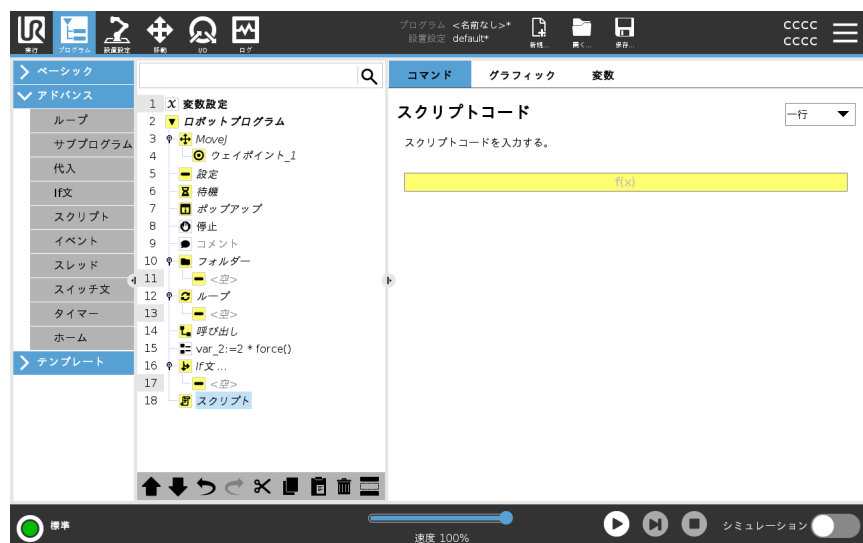 UR
実行
プログラム
設置設定
移動
I/O
ログ
プログラム <名前なし>*
設置設定 default*
新規...
開く...
保存...
CCCC
CCCC
ベーシック
アドバンス
ループ
サブプログラム
代入
If文
スクリプト
イベント
スレッド
スイッチ文
タイマー
ホーム
テンプレート
1 X 変数設定
2 ロボットプログラム
3 MoveJ
4 ウェイポイント_1
5 設定
6 待機
7 ポップアップ
8 停止
9 コメント
10 フォルダー
11 <空>
12 ループ
13 <空>
14 呼び出し
15 var_2:=2 * force()
16 If文...
17 <空>
18 スクリプト
コマンド グラフィック 変数
スクリプトコード
一行
スクリプトコードを入力する。
f(x)
標準
速度 100%
シミュレーション